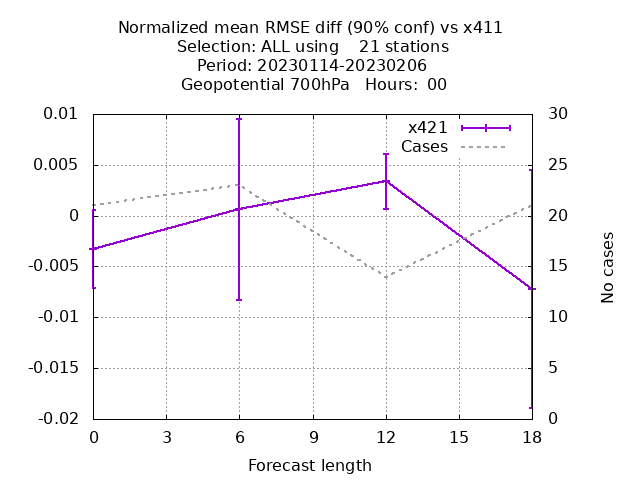 Normalized mean RMSE diff (90% conf) vs x411
Selection: ALL using    21 stations
Period: 20230114-20230206
Geopotential 700hPa   Hours:  00
0.01
0.005
0
-0.005
-0.01
-0.015
-0.02
x421
Cases
30
25
20
15
10
5
0
No cases
0 3 6 9 12 15 18
Forecast length